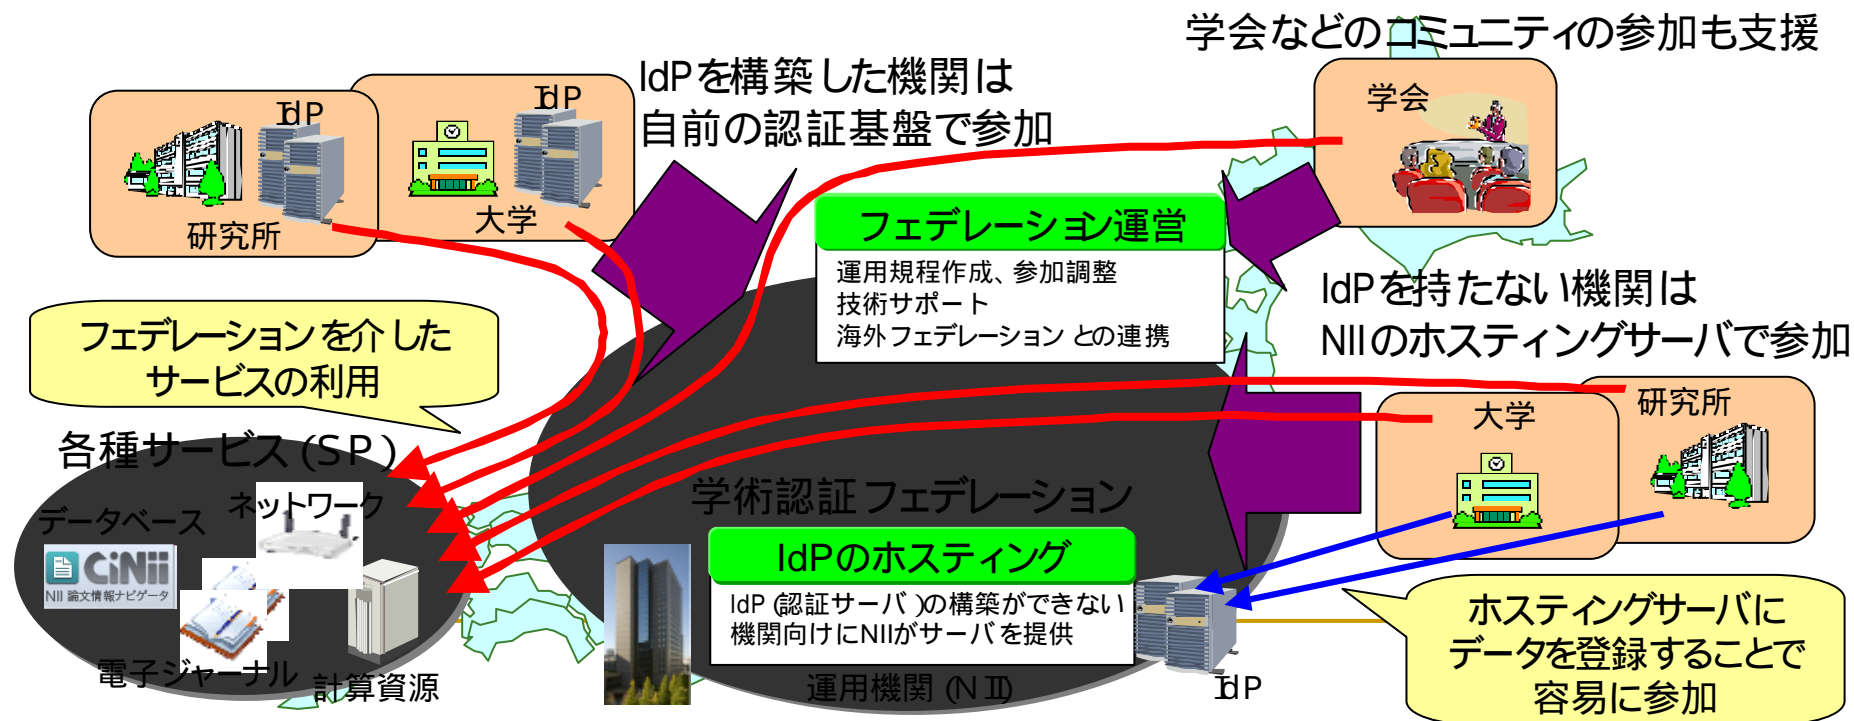 学会などのコミュニティの参加も支援
IdPを構築した機関は
自前の認証基盤で参加
IdP
研究所
IdP
大学
学会
フェデレーション運営
運用規程作成、参加調整
技術サポート
海外フェデレーションとの連携
IdPを持たない機関は
NIIのホスティングサーバで参加
フェデレーションを介した
サービスの利用
大学
研究所
各種サービス(SP)
データベース
ネットワーク
CiNii
NII 論文情報ナビゲータ
電子ジャーナル
計算資源
学術認証フェデレーション
IdPのホスティング
IdP(認証サーバ)の構築ができない
機関向けにNIIがサーバを提供
運用機関(NII)
IdP
ホスティングサーバに
データを登録することで
容易に参加